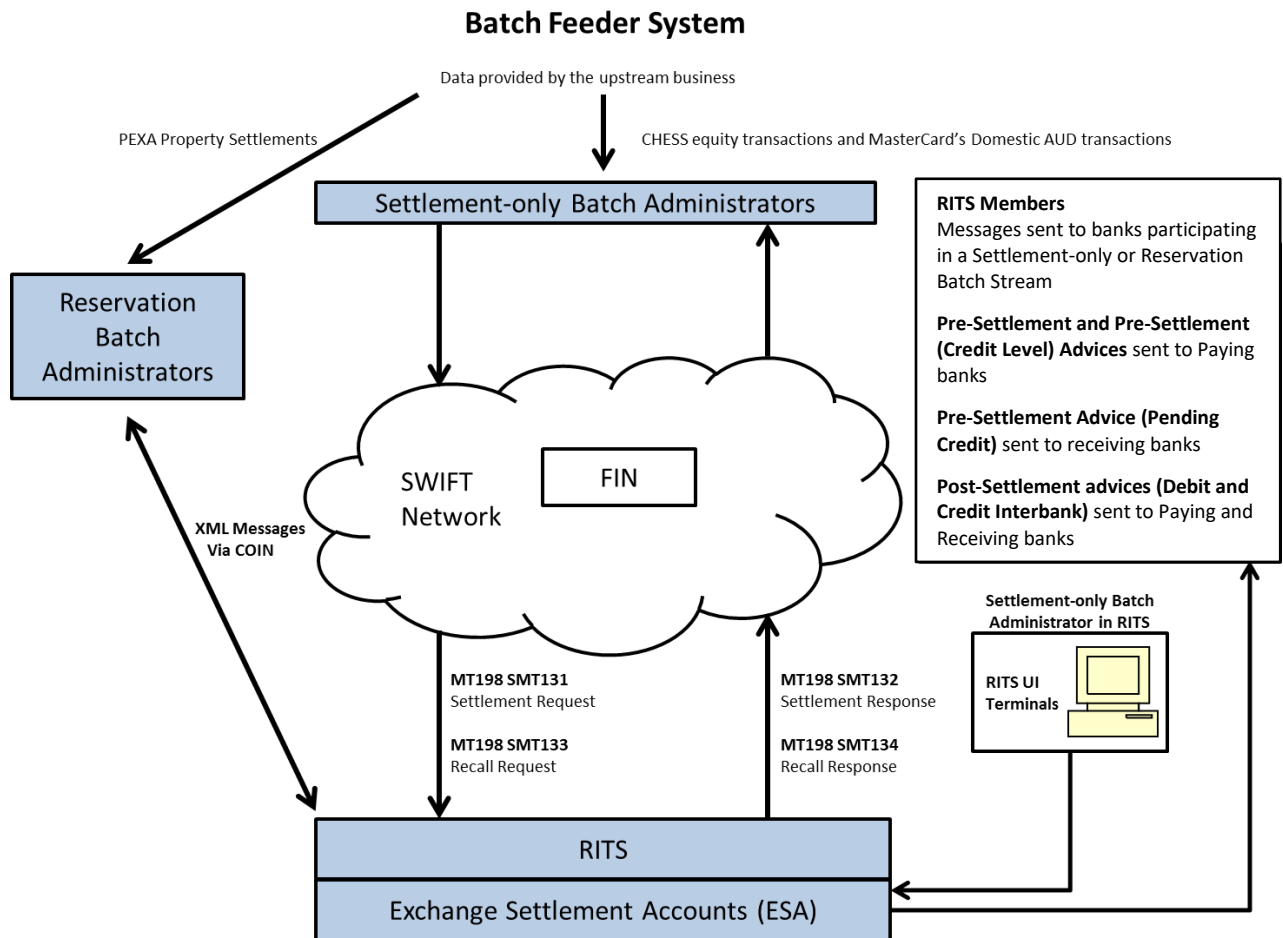 Batch Feeder System
Data provided by the upstream business
PEXA Property Settlements
CHESS equity transactions and MasterCard's Domestic AUD transactions
Settlement-only Batch Administrators
RITS Members
Messages sent to banks participating
in a Settlement-only or Reservation
Batch Stream
Pre-Settlement and Pre-Settlement
(Credit Level) Advices sent to Paying
banks
Pre-Settlement Advice (Pending
Credit) sent to receiving banks
Post-Settlement advices (Debit and
Credit Interbank) sent to Paying and
Receiving banks
Reservation
Batch
Administrators
SWIFT
Network
FIN
XML Messages
Via COIN
Settlement-only Batch
Administrator in RITS
RITS UI
Terminals
MT198 SMT131
Settlement Request
MT198 SMT133
Recall Request
MT198 SMT132
Settlement Response
MT198 SMT134
Recall Response
RITS
Exchange Settlement Accounts (ESA)